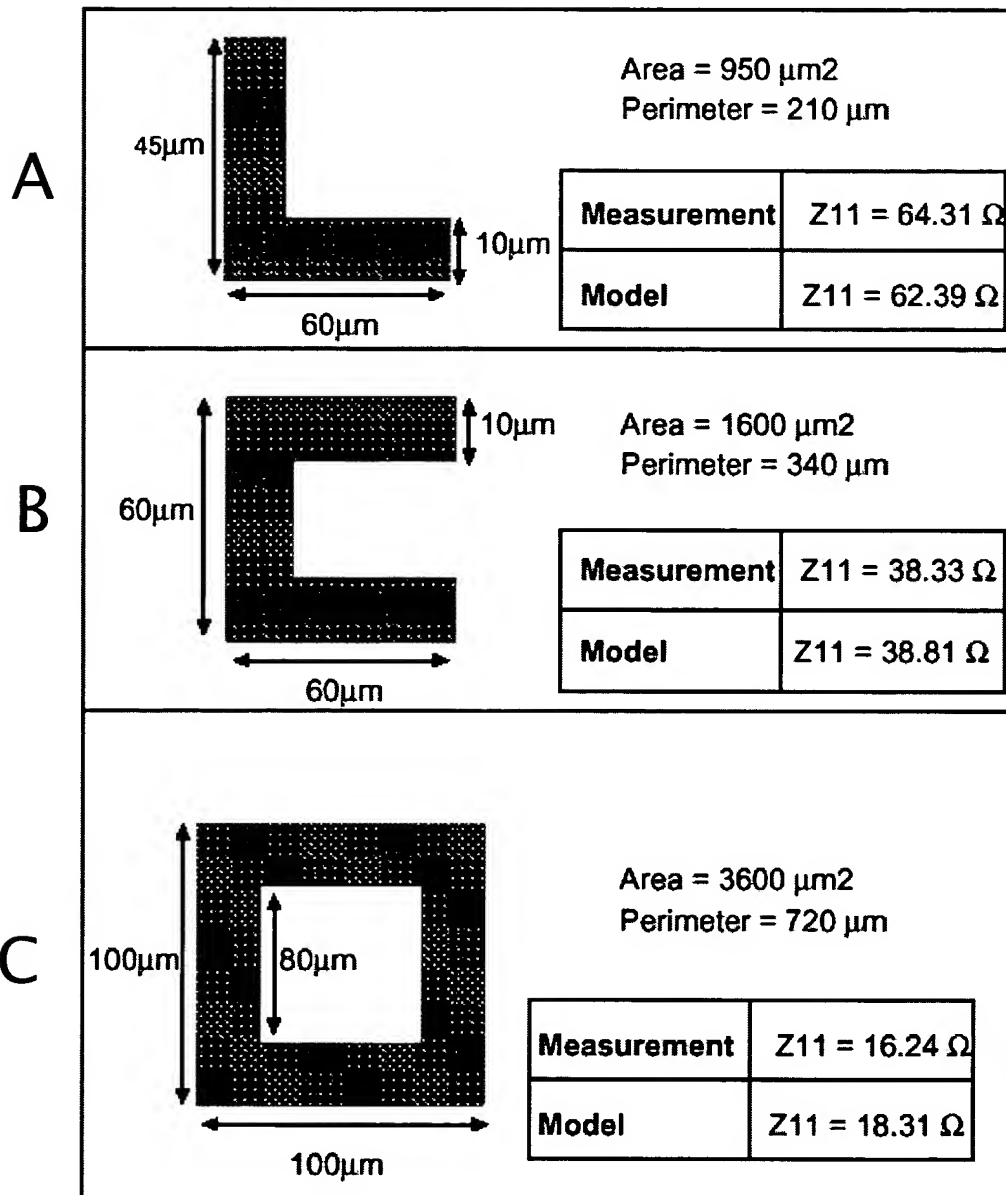 A
45µm
10µm
60µm
Area = 950 µm2
Perimeter = 210 µm
Measurement Z11 = 64.31 Ω
Model Z11 = 62.39 Ω
B
60µm
10µm
60µm
Area = 1600 µm2
Perimeter = 340 µm
Measurement Z11 = 38.33 Ω
Model Z11 = 38.81 Ω
C
100µm
80µm
100µm
Area = 3600 µm2
Perimeter = 720 µm
Measurement Z11 = 16.24 Ω
Model Z11 = 18.31 Ω